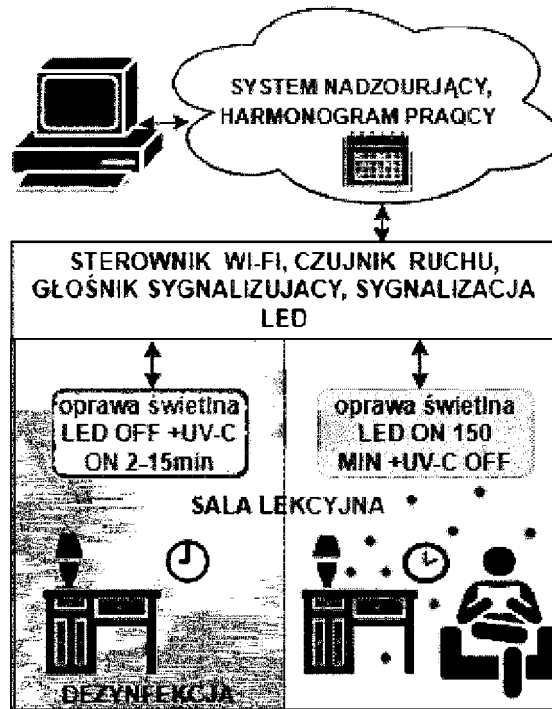 SYSTEM NADZOURJĄCY,
HARMONOGRAM PRAQCY
STEROWNIK WI-FI, CZUJNIK RUCHU,
GŁOŚNIK SYGNALIZUJACY, SYGNALIZACJA
LED
oprawa świetlna
LED OFF +UV-C
ON 2-15min
oprawa świetlna
LED ON 150
MIN +UV-C OFF
SALA LEKCYJNA
DEZYNFEKCJA